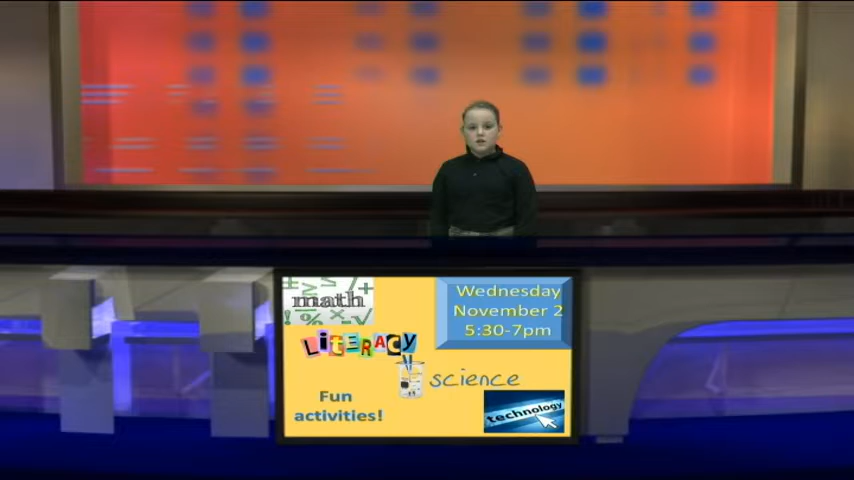 math
Wednesday
November 2
5:30-7pm
LiTERACY
science
Fun
activities!
technology